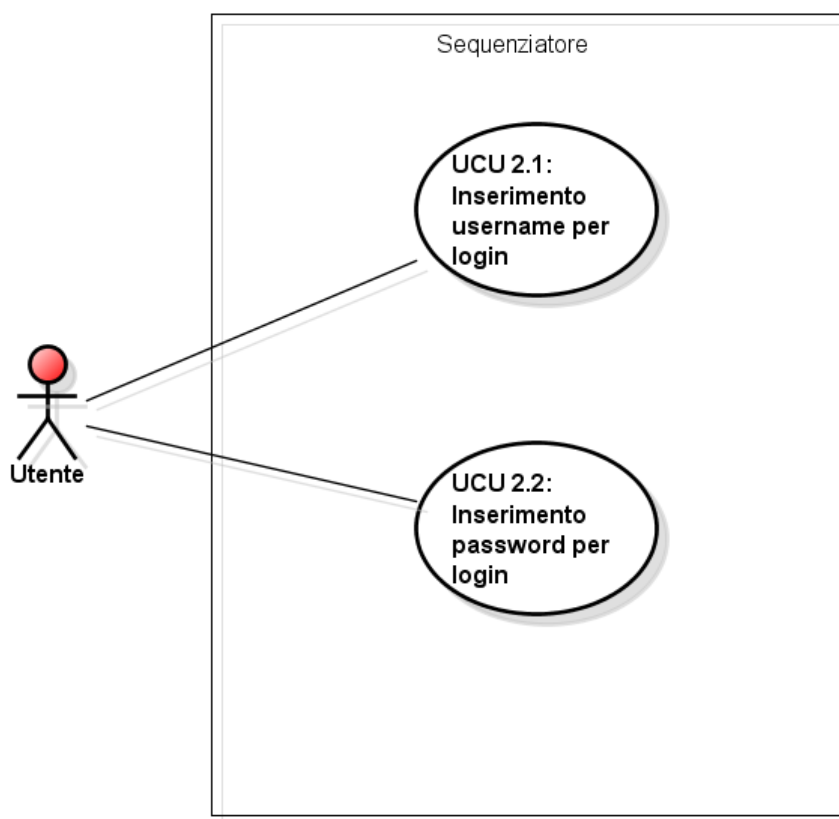 Sequenziatore
UCU 2.1:
Inserimento
username per
login
Utente
UCU 2.2:
Inserimento
password per
login